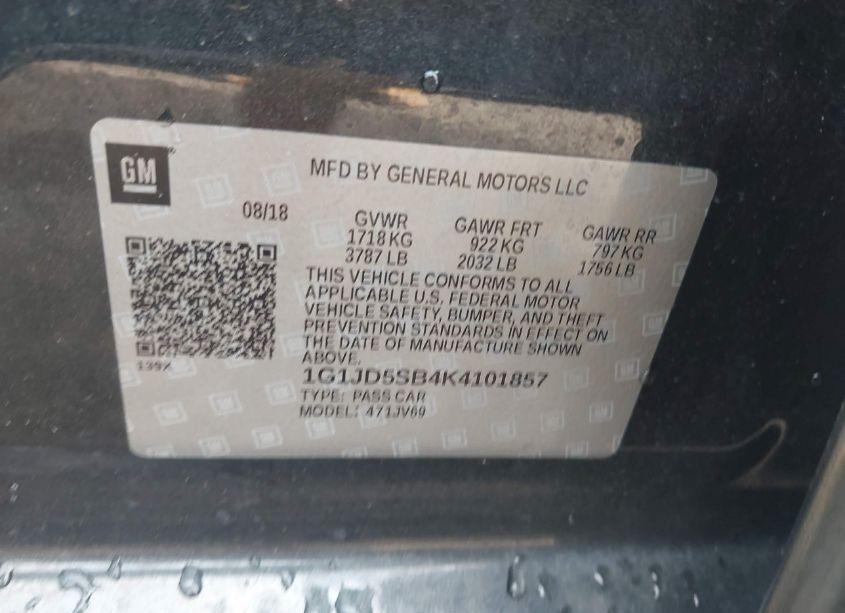 GM
MFD BY GENERAL MOTORS LLC
08/18
GVWR GAWR FRT GAWR RR
1718 KG 922 KG 797 KG
3787 LB 2032 LB 1756 LB
THIS VEHICLE CONFORMS TO ALL
APPLICABLE U.S. FEDERAL MOTOR
VEHICLE SAFETY, BUMPER, AND THEFT
PREVENTION STANDARDS IN EFFECT ON
THE DATE OF MANUFACTURE SHOWN
ABOVE.
139X
1G1JD5SB4K4101857
TYPE: PASS CAR
MODEL: 471JV69